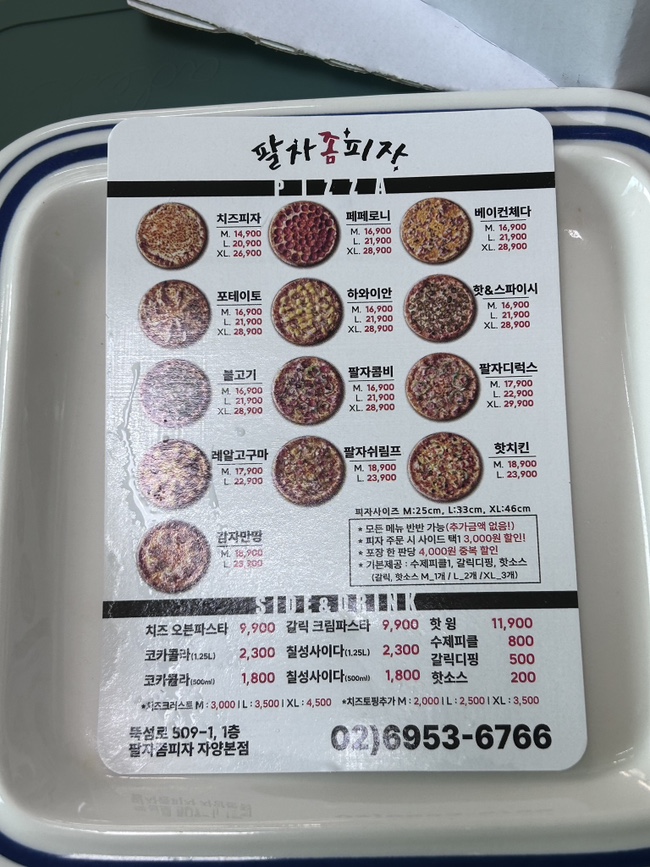 팔자좀피자
PIZZA
치즈피자
M. 14,900
L. 20,900
XL. 26,900
페페로니
M. 16,900
L. 21,900
XL. 28,900
베이컨체다
M. 16,900
L. 21,900
XL. 28,900
포테이토
M. 16,900
L. 21,900
XL. 28,900
하와이안
M. 16,900
L. 21,900
XL. 28,900
핫&스파이시
M. 16,900
L. 21,900
XL. 28,900
불고기
M. 16,900
L. 21,900
XL. 28,900
팔자콤비
M. 16,900
L. 21,900
XL. 28,900
팔자디럭스
M. 17,900
L. 22,900
XL. 29,900
레알고구마
M. 17,900
L. 22,900
팔자쉬림프
M. 18,900
L. 23,900
핫치킨
M. 18,900
L. 23,900
감자만땅
M. 18,900
L. 23,900
피자사이즈 M:25cm, L:33cm, XL:46cm
* 모든 메뉴 반반 가능(추가금액 없음!)
* 피자 주문 시 사이드 택1 3,000원 할인!
* 포장 한 판당 4,000원 중복 할인
* 기본제공 : 수제피클1, 갈릭디핑, 핫소스
(갈릭, 핫소스 M_1개 / L_2개 /XL_3개)
SIDE&DRINK
치즈 오븐파스타 9,900 갈릭 크림파스타 9,900 핫 윙 11,900
수제피클 800
코카콜라(1.25L) 2,300 칠성사이다(1.25L) 2,300
갈릭디핑 500
코카콜라(500ml) 1,800 칠성사이다(500ml) 1,800 핫소스 200
*치즈크러스트 M : 3,000 I L : 3,500 I XL : 4,500 *치즈토핑추가 M : 2,000 I L : 2,500 I XL : 3,500
뚝섬로 509-1, 1층
팔자좀피자 자양본점
02)6953-6766